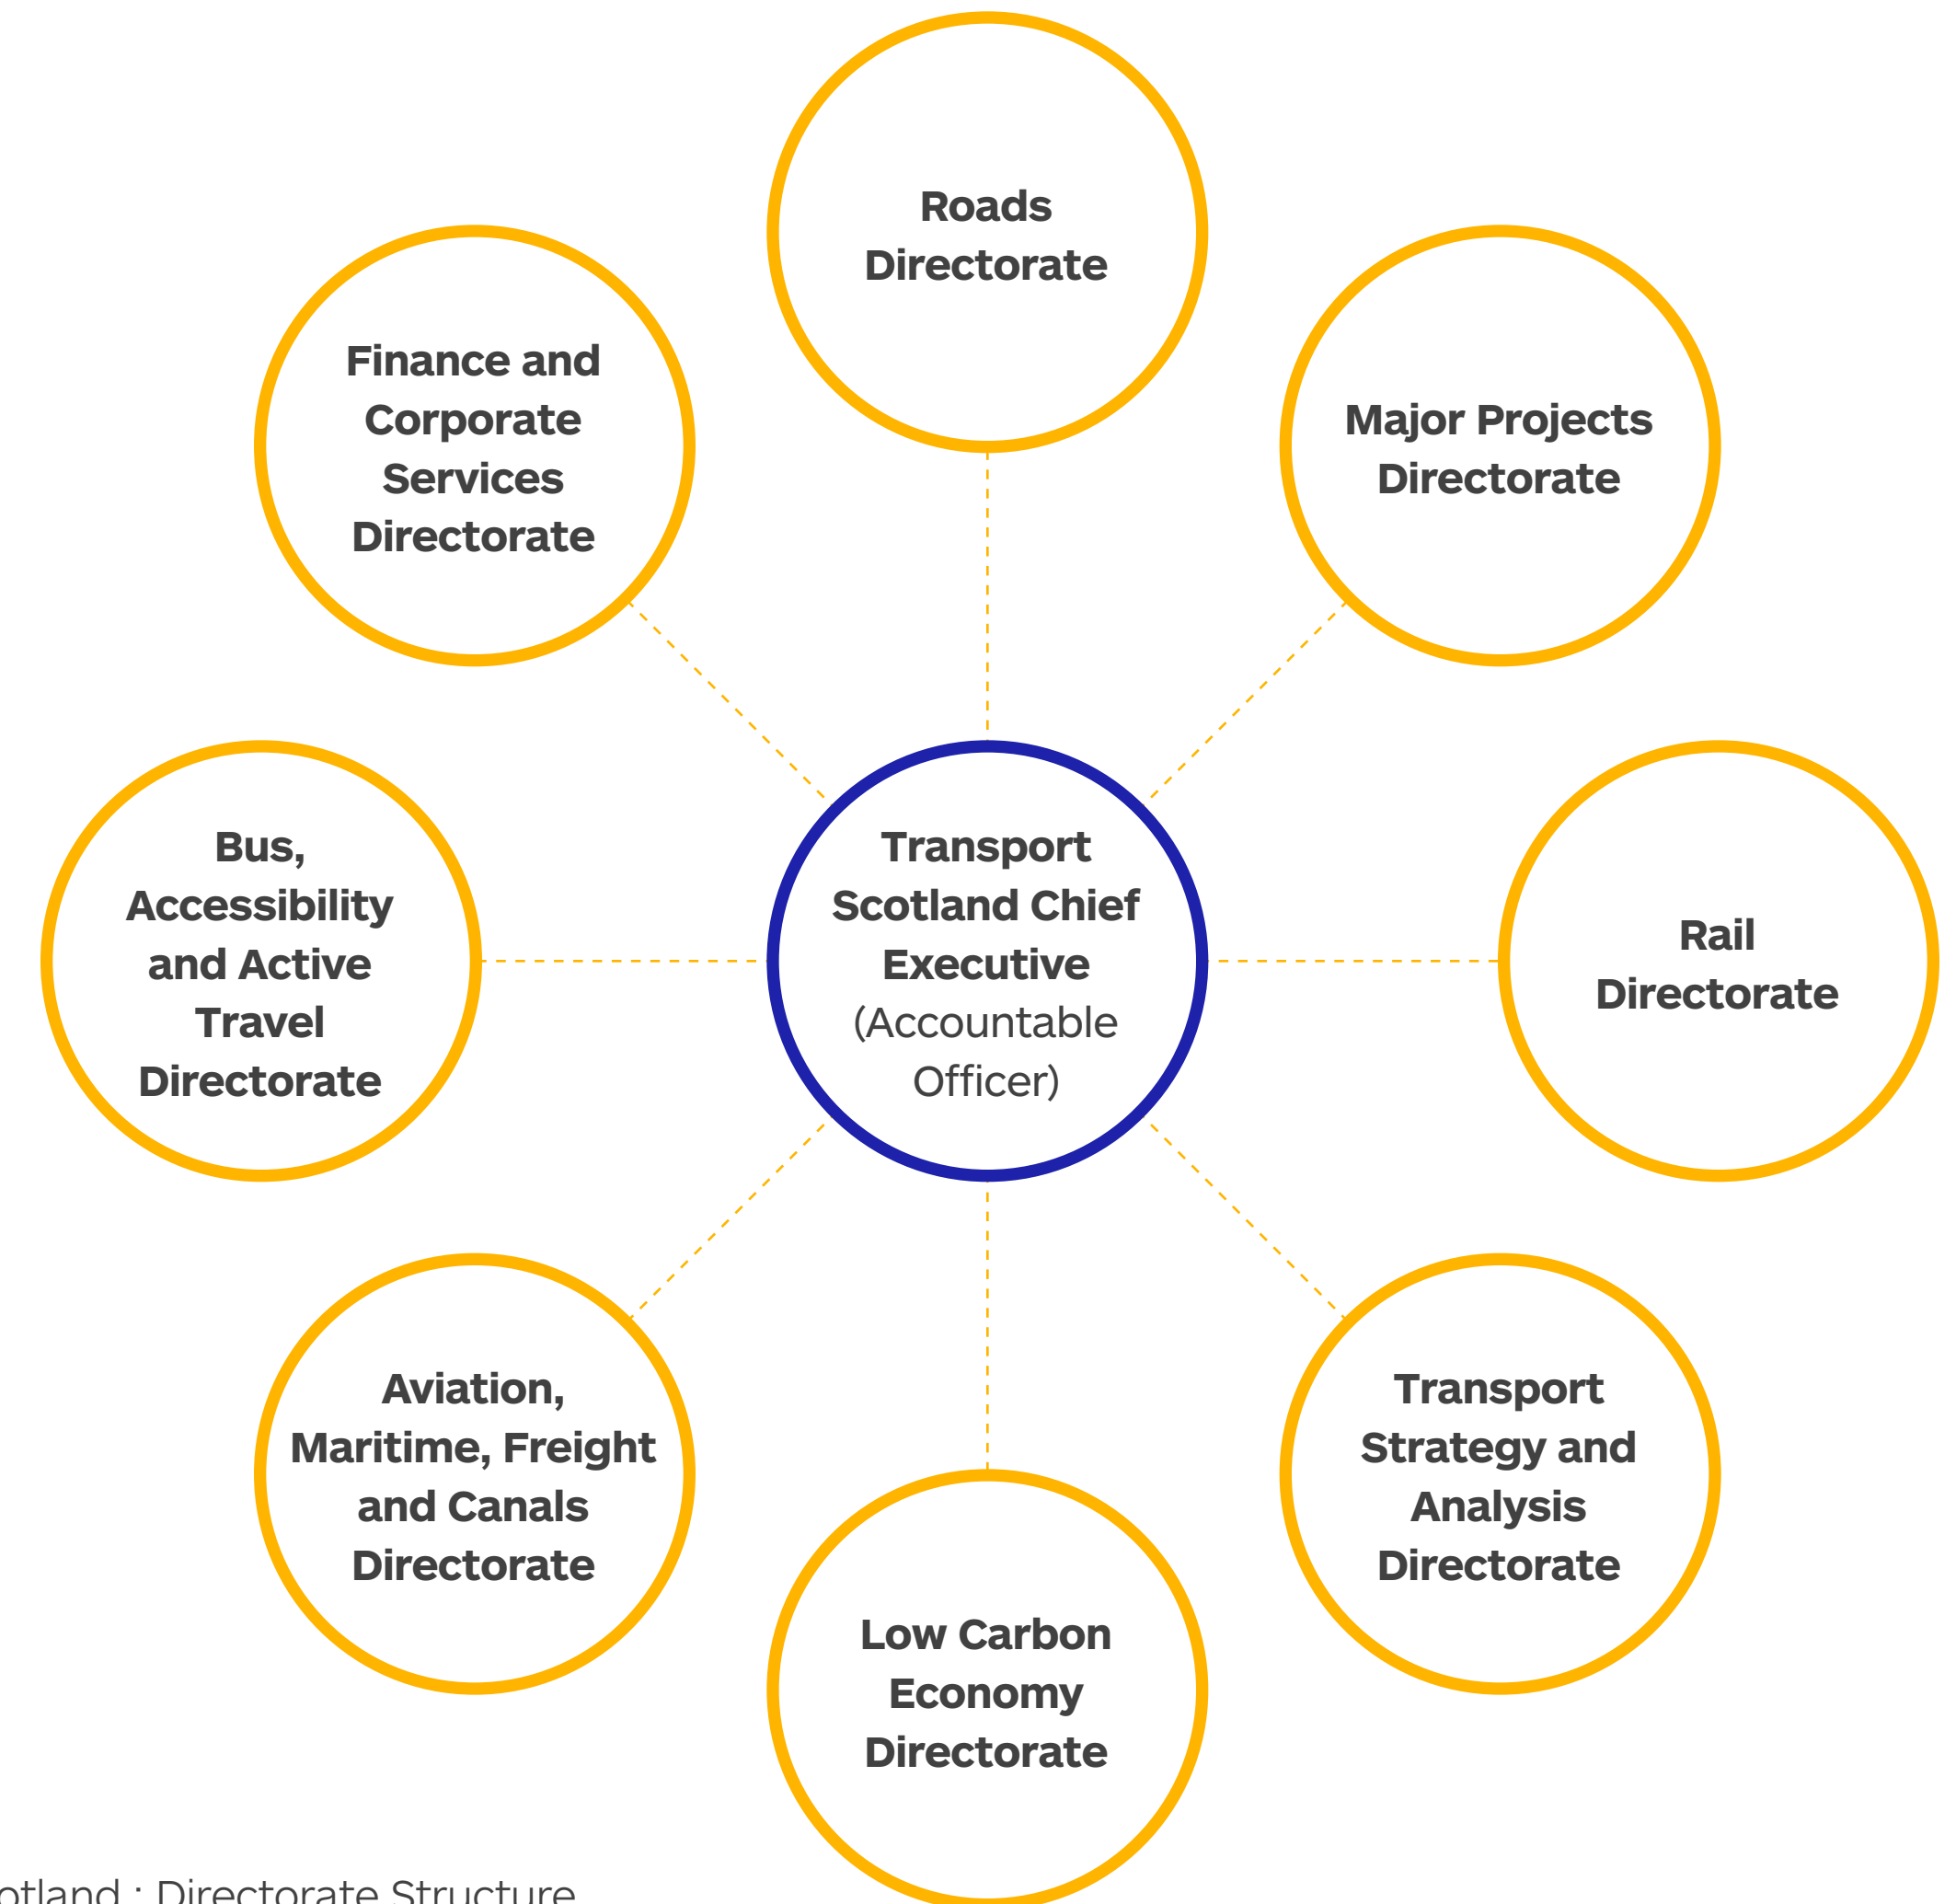 Roads
Directorate
Finance and
Corporate
Services
Directorate
Major Projects
Directorate
Bus,
Accessibility
and Active
Travel
Directorate
Transport
Scotland Chief
Executive
(Accountable
Officer)
Rail
Directorate
Aviation,
Maritime, Freight
and Canals
Directorate
Transport
Strategy and
Analysis
Directorate
Low Carbon
Economy
Directorate
: Directorate Structure